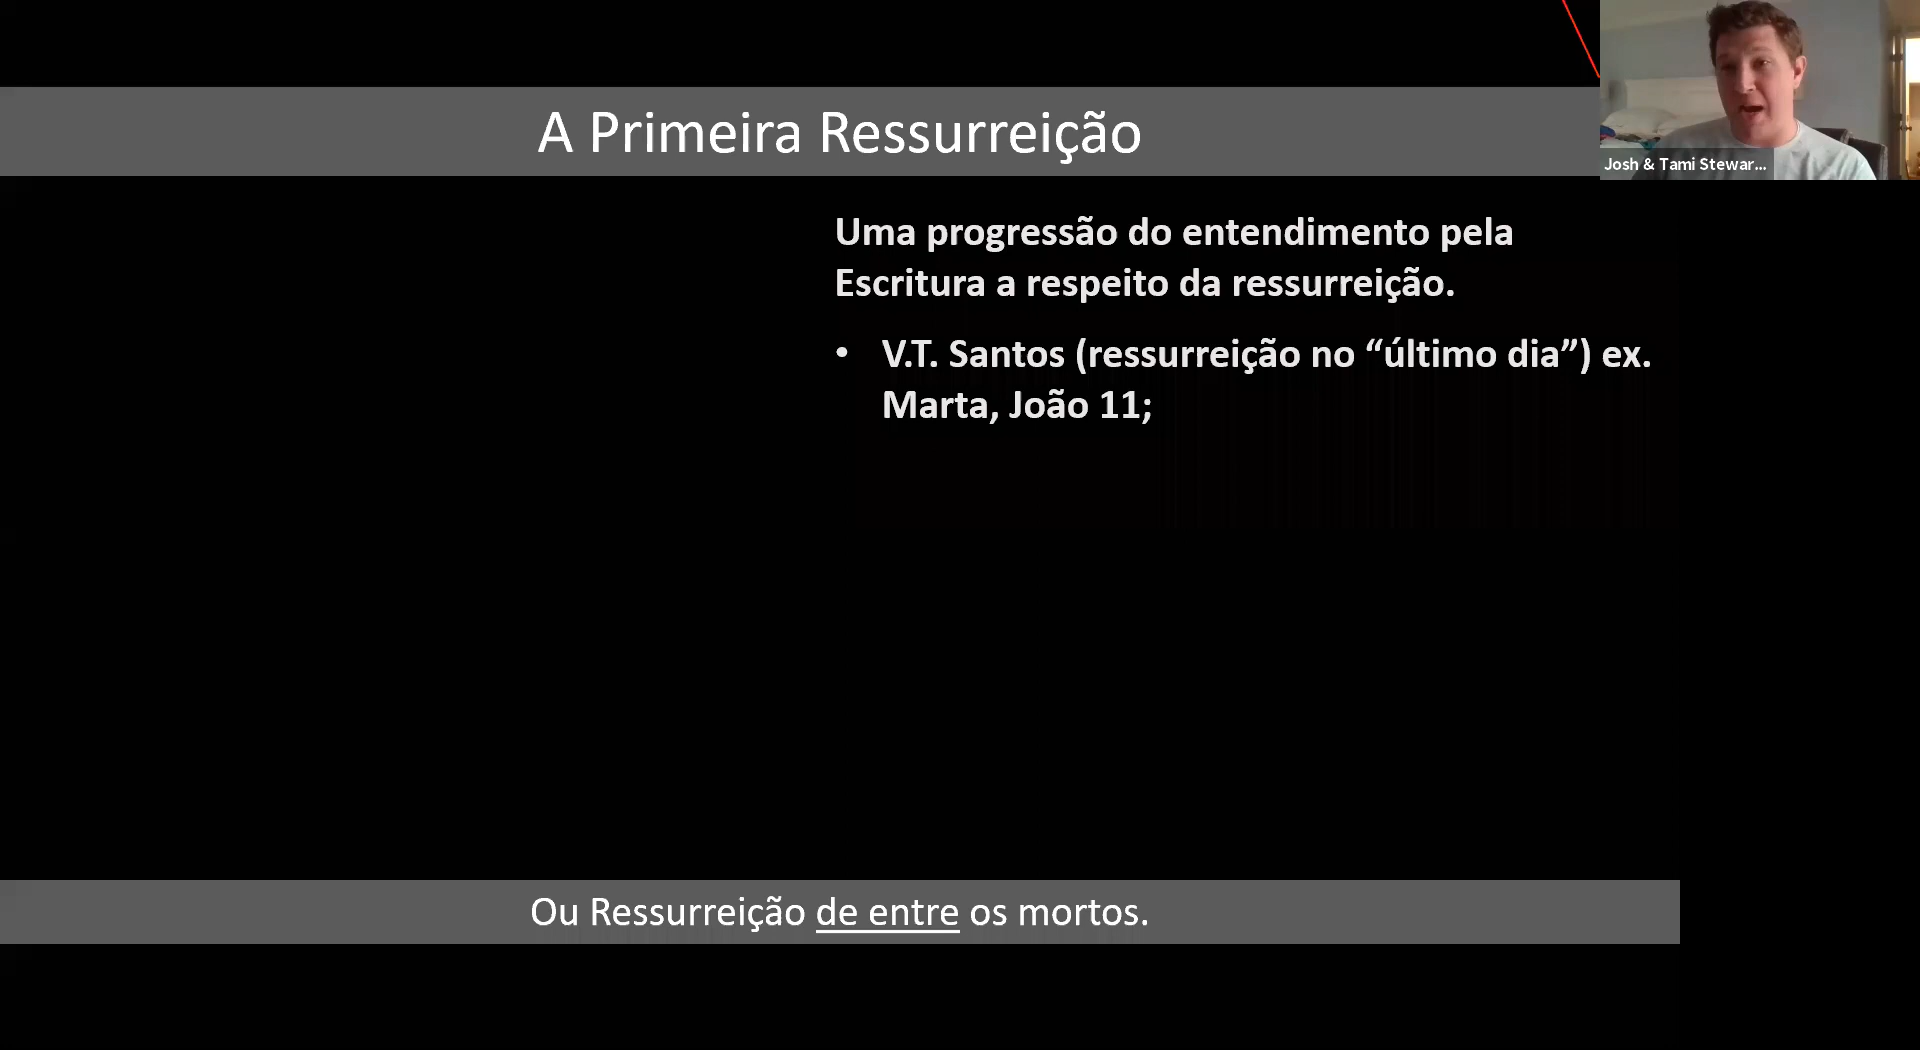 A Primeira Ressurreição
Josh & Tami Stewar...
Uma progressão do entendimento pela
Escritura a respeito da ressurreição.
• V.T. Santos (ressurreição no “último dia”) ex.
Marta, João 11;
Ou Ressurreição de entre os mortos.